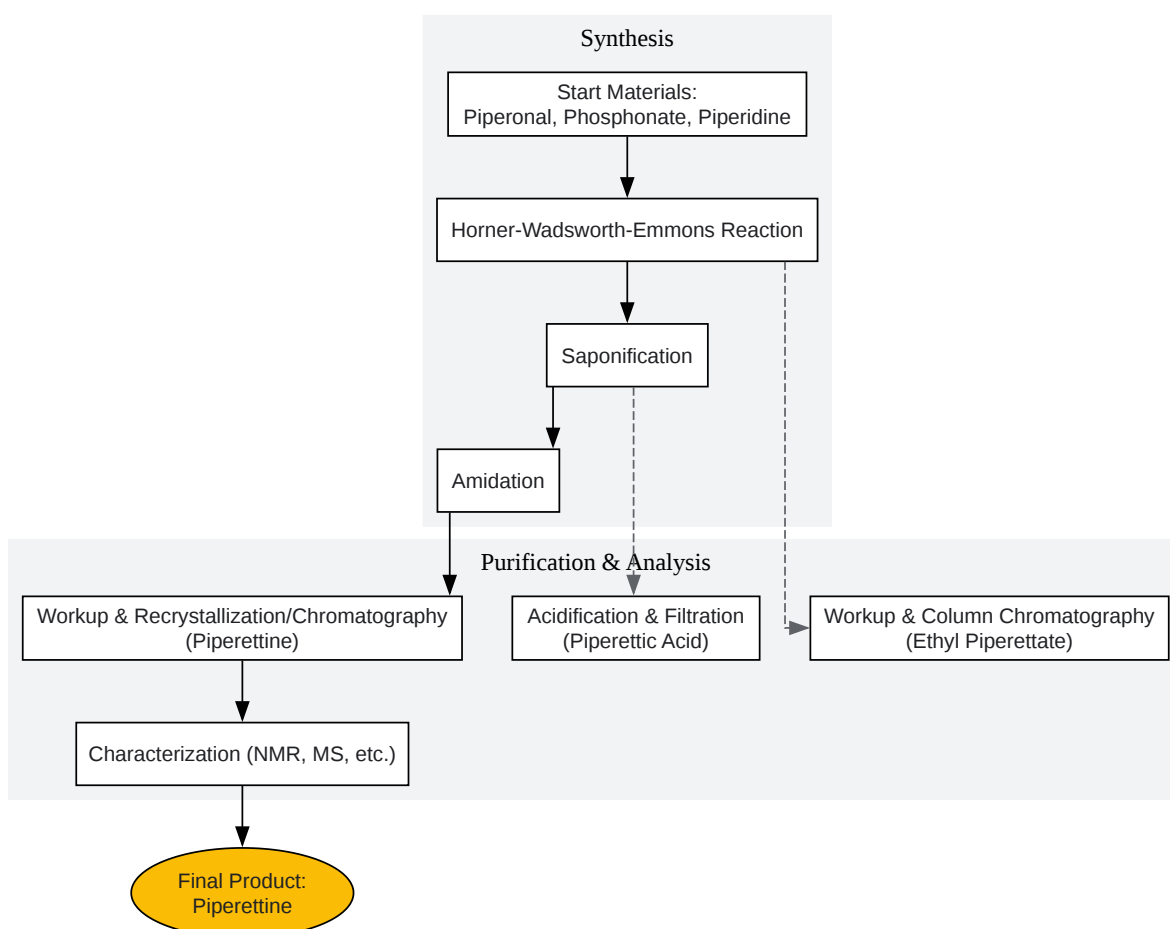 Synthesis
Start Materials:
Piperonal, Phosphonate, Piperidine
Horner-Wadsworth-Emmons Reaction
Saponification
Amidation
Purification & Analysis
Workup & Recrystallization/Chromatography
(Piperettine)
Acidification & Filtration
(Piperettic Acid)
Workup & Column Chromatography
(Ethyl Piperettate)
Characterization (NMR, MS, etc.)
Final Product:
Piperettine